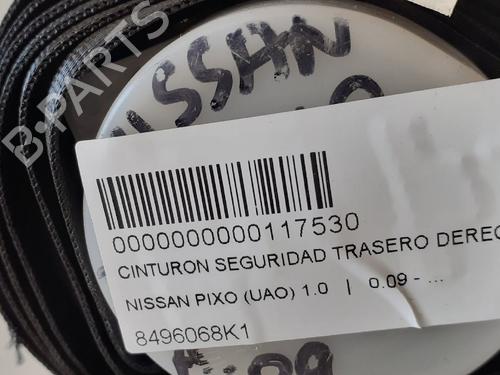 B-PARTS
NISSAN
0000000000117530
CINTURON SEGURIDAD TRASERO DEREC
NISSAN PIXO (UAO) 1.0 | 0.09 - ...
8496068K1